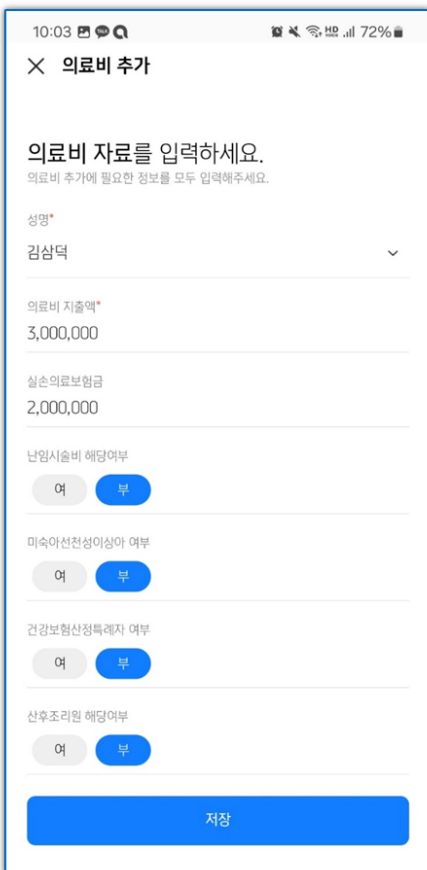 10:03 HD 72%
의료비 추가
의료비 자료를 입력하세요.
의료비 추가에 필요한 정보를 모두 입력해주세요.
성명*
김삼덕
의료비 지출액*
3,000,000
실손의료보험금
2,000,000
난임시술비 해당여부
여 부
미숙아선천성이상아 여부
여 부
건강보험산정특례자 여부
여 부
산후조리원 해당여부
여 부
저장